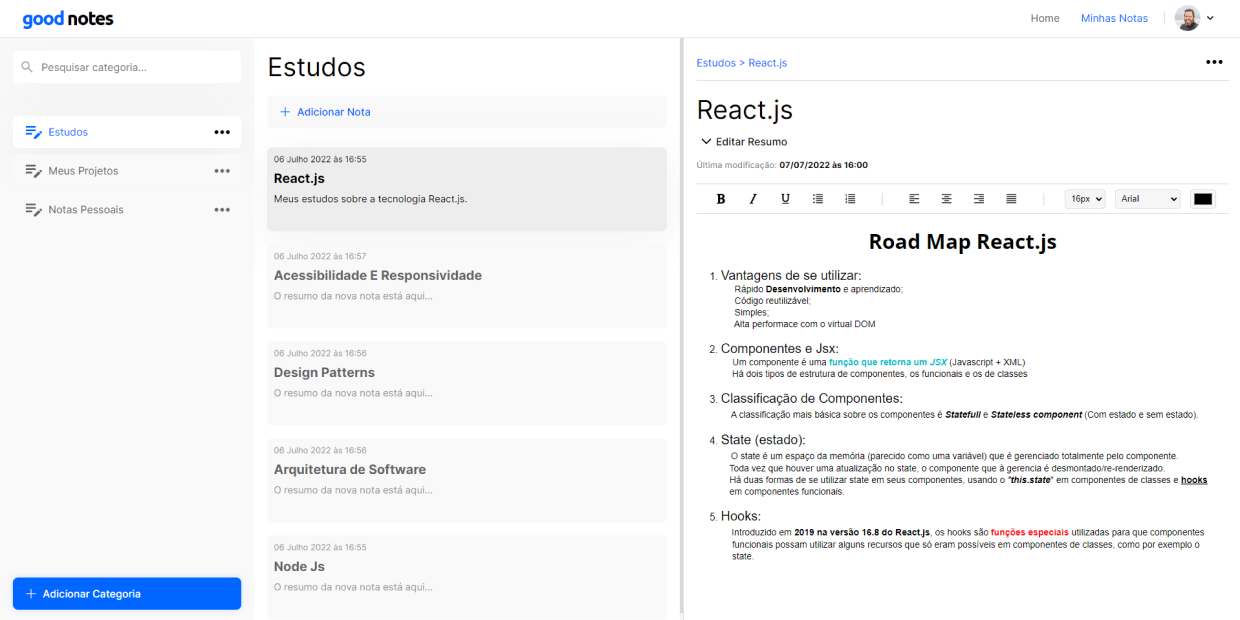 good notes
Home
Minhas Notas
Pesquisar categoria...
Estudos
Meus Projetos
Notas Pessoais
Adicionar Categoria
Estudos
Adicionar Nota
06 Julho 2022 às 16:55
React.js
Meus estudos sobre a tecnologia React.js.
06 Julho 2022 às 16:57
Acessibilidade E Responsividade
O resumo da nova nota está aqui...
06 Julho 2022 às 16:56
Design Patterns
O resumo da nova nota está aqui...
06 Julho 2022 às 16:56
Arquitetura de Software
O resumo da nova nota está aqui...
06 Julho 2022 às 16:55
Node Js
O resumo da nova nota está aqui...
Estudos > React.js
React.js
Editar Resumo
Última modificação: 07/07/2022 às 16:00
B I U 16px Arial
Road Map React.js
1. Vantagens de se utilizar:
Rápido Desenvolvimento e aprendizado;
Código reutilizável;
Simples;
Alta performace com o virtual DOM
2. Componentes e Jsx:
Um componente é uma função que retorna um JSX (Javascript + XML)
Há dois tipos de estrutura de componentes, os funcionais e os de classes
3. Classificação de Componentes:
A classificação mais básica sobre os componentes é Statefull e Stateless component (Com estado e sem estado).
4. State (estado):
O state é um espaço da memória (parecido como uma variável) que é gerenciado totalmente pelo componente.
Toda vez que houver uma atualização no state, o componente que à gerencia é desmontado/re-renderizado.
Há duas formas de se utilizar state em seus componentes, usando o "this.state" em componentes de classes e hooks
em componentes funcionais.
5. Hooks:
Introduzido em 2019 na versão 16.8 do React.js, os hooks são funções especiais utilizadas para que componentes
funcionais possam utilizar alguns recursos que só eram possíveis em componentes de classes, como por exemplo o
state.